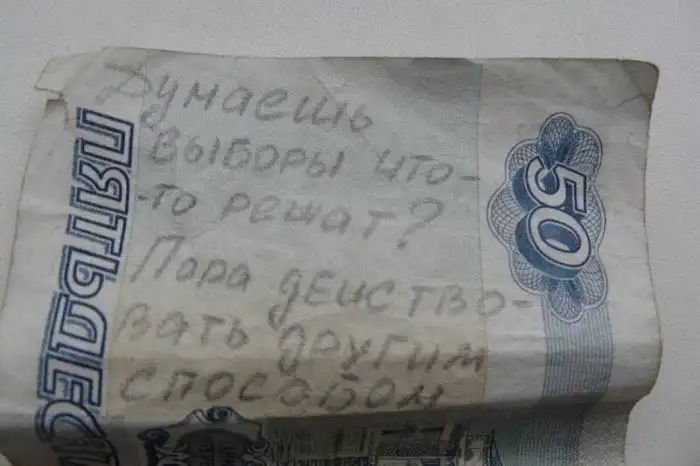 Думаешь
выборы что-
-то решат?
Пора действо-
вать другим
способом
50
ПЯТЬДЕСЯТ